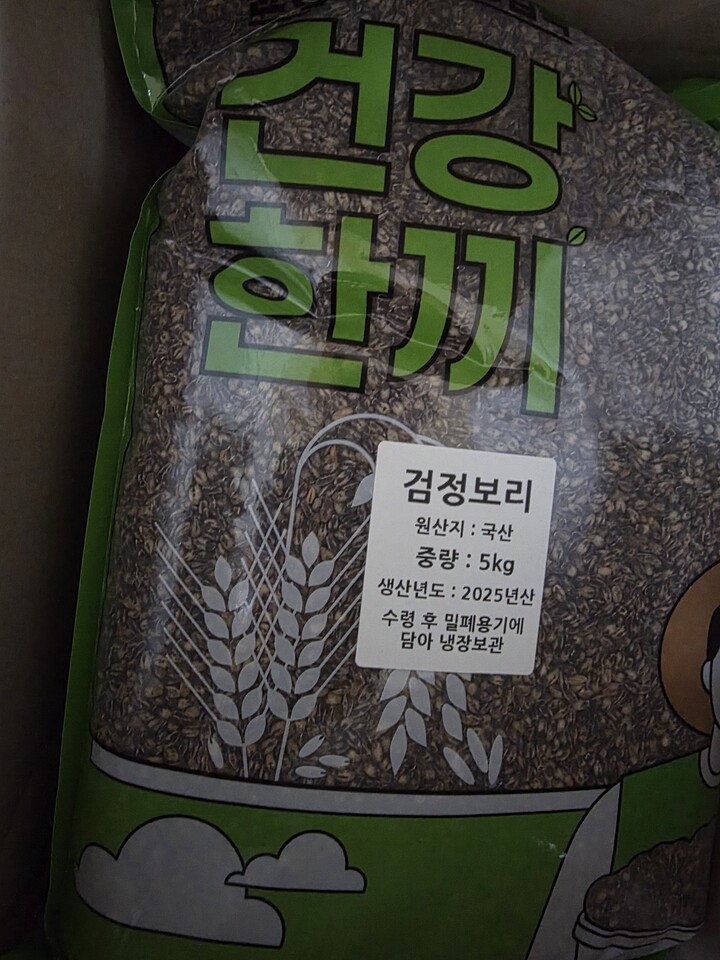 건강
한끼
검정보리
원산지 : 국산
중량 : 5kg
생산년도 : 2025년산
수령 후 밀폐용기에
담아 냉장보관